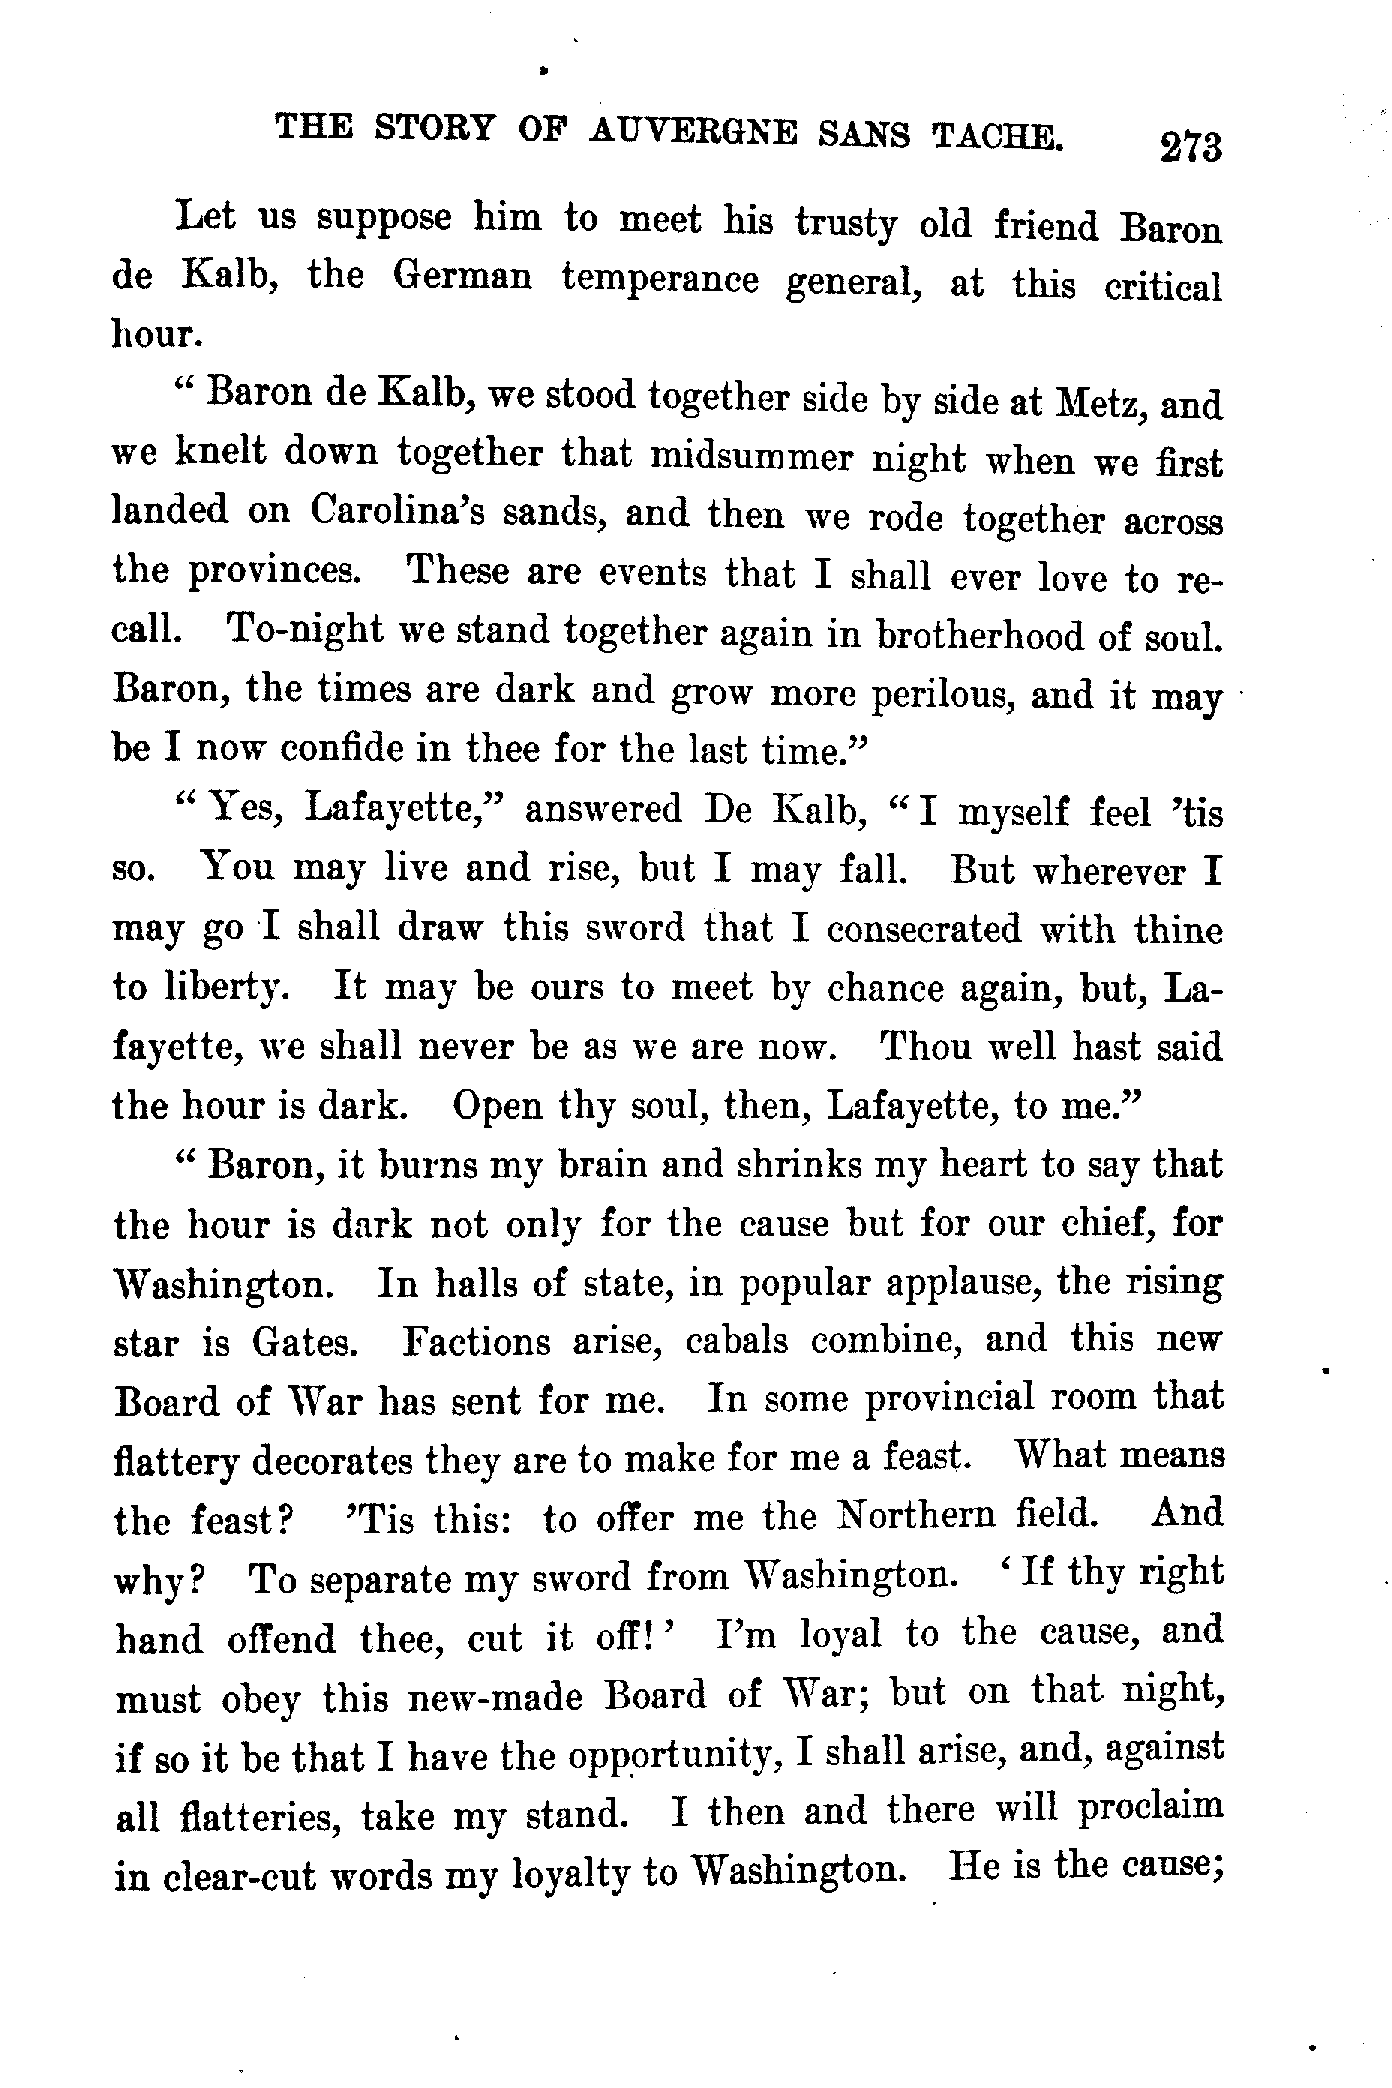 THE STORY OF AUVERGNE SANS TACHE. 273
Let us suppose him to meet his trusty old friend Baron
de Kalb, the German temperance general, at this critical
hour.
“ Baron de Kalb, we stood together side by side at Metz, and
we knelt down together that midsummer night when we first
landed on Carolina’s sands, and then we rode together across
the provinces. These are events that I shall ever love to re-
call. To-night we stand together again in brotherhood of soul.
Baron, the times are dark and grow more perilous, and it may
be I now confide in thee for the last time.”
“ Yes, Lafayette,” answered De Kalb, “ I myself feel ’tis
so. You may live and rise, but I may fall. But wherever I
may go I shall draw this sword that I consecrated with thine
to liberty. It may be ours to meet by chance again, but, La-
fayette, we shall never be as we are now. Thou well hast said
the hour is dark. Open thy soul, then, Lafayette, to me.”
“ Baron, it burns my brain and shrinks my heart to say that
the hour is dark not only for the cause but for our chief, for
Washington. In halls of state, in popular applause, the rising
star is Gates. Factions arise, cabals combine, and this new
Board of War has sent for me. In some provincial room that
flattery decorates they are to make for me a feast. What means
the feast? ’Tis this: to offer me the Northern field. And
why? To separate my sword from Washington. ‘ If thy right
hand offend thee, cut it off! ’ I’m loyal to the cause, and
must obey this new-made Board of War; but on that night,
if so it be that I have the opportunity, I shall arise, and, against
all flatteries, take my stand. I then and there will proclaim
in clear-cut words my loyalty to Washington. He is the cause;